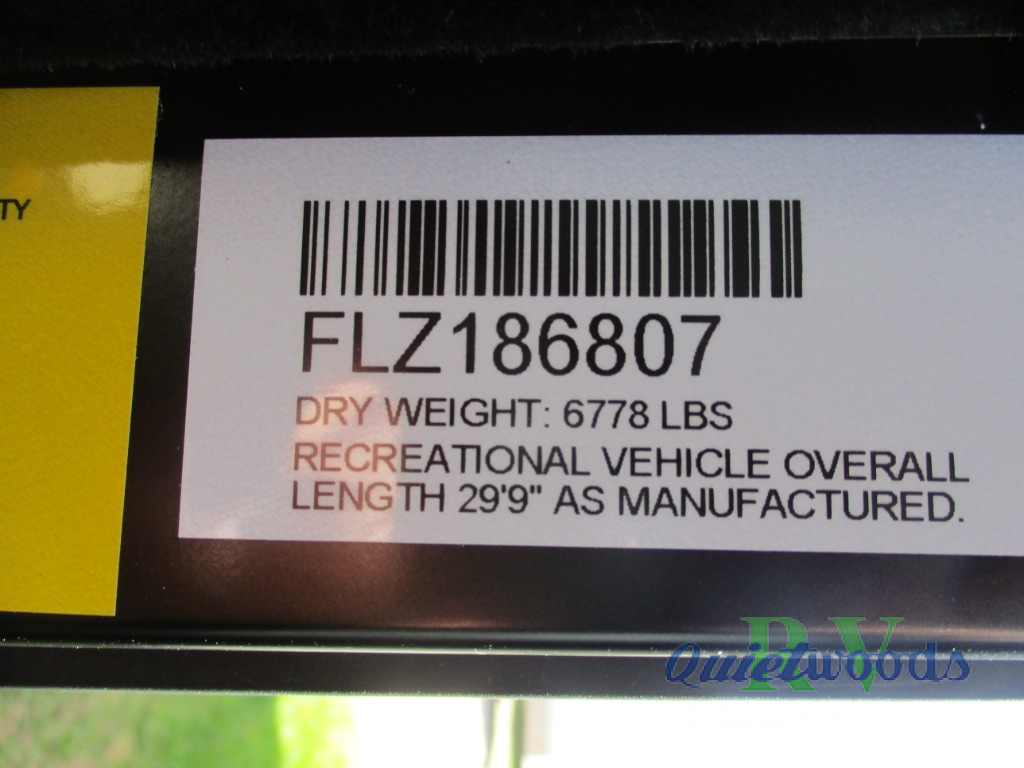 TY
FLZ186807
DRY WEIGHT: 6778 LBS
RECREATIONAL VEHICLE OVERALL
LENGTH 29'9" AS MANUFACTURED.
RV
Quietwoods